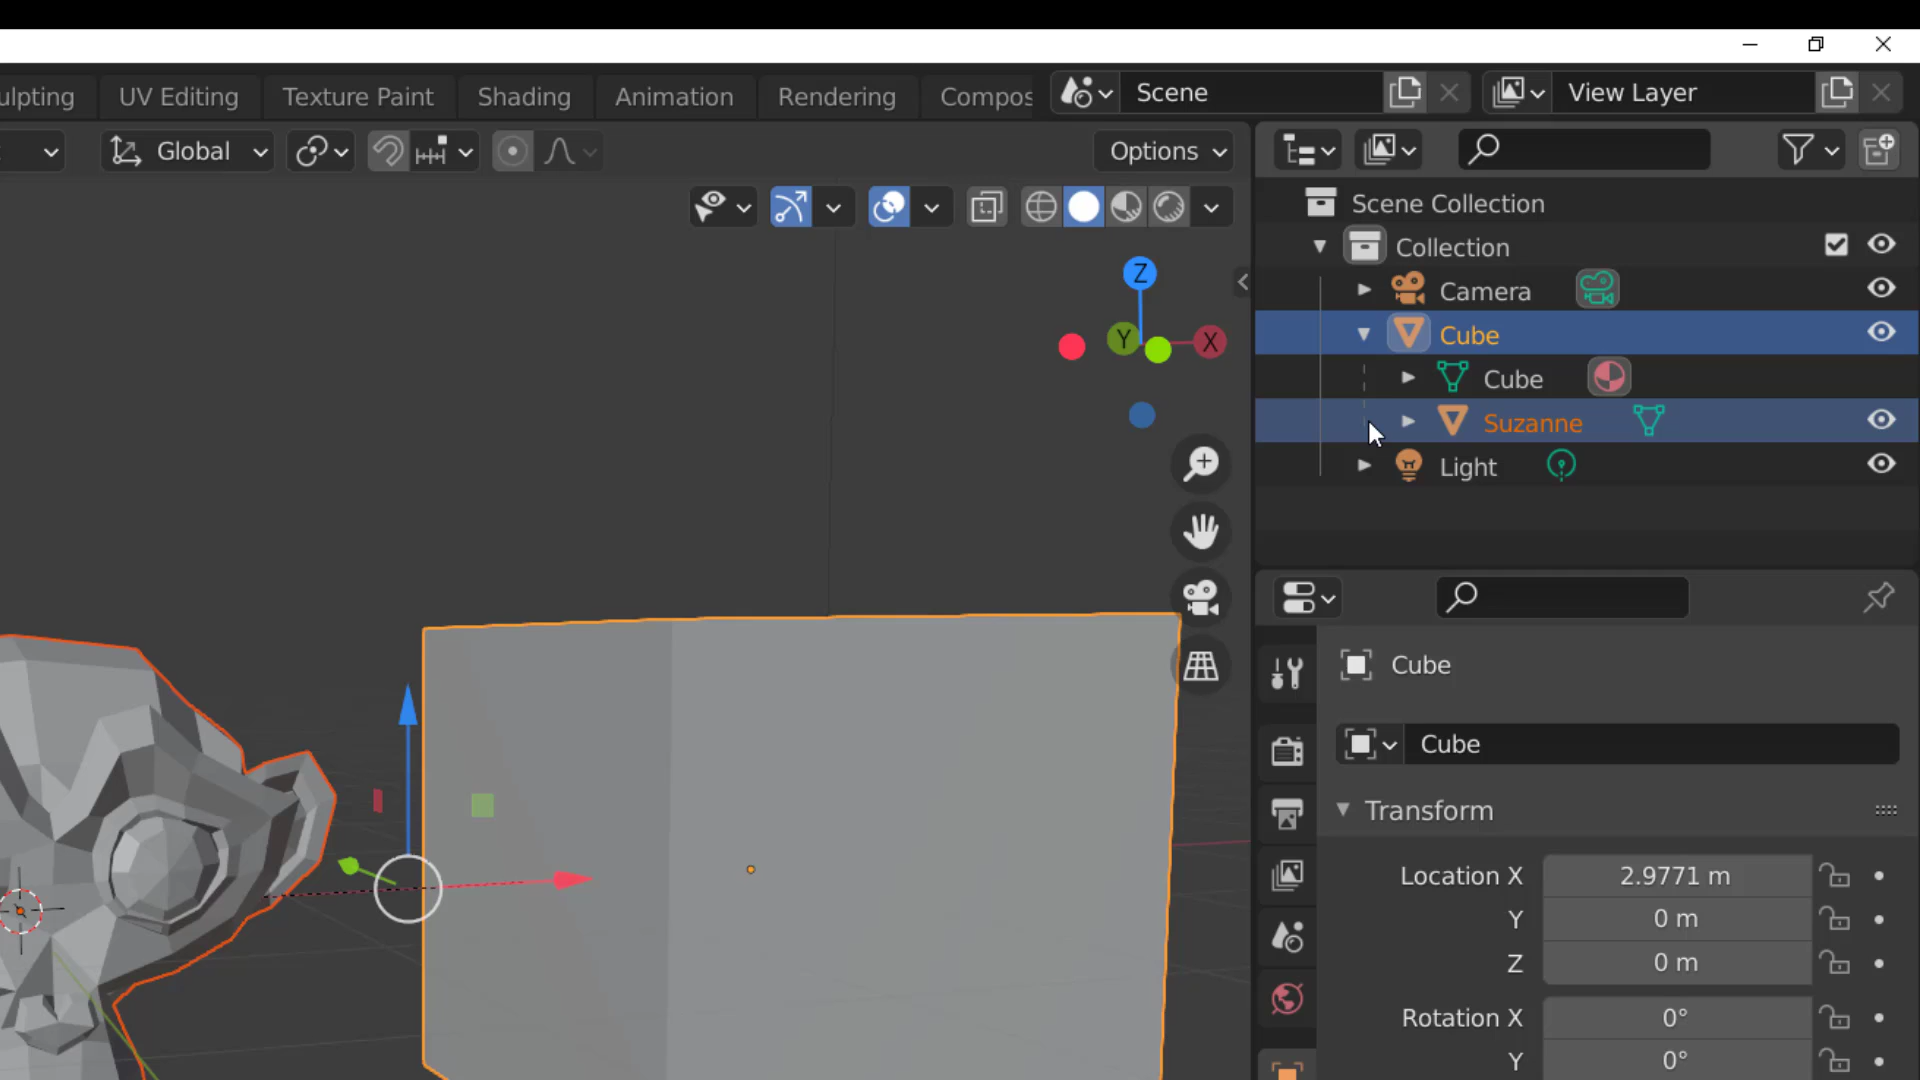 ulpting UV Editing Texture Paint Shading Animation Rendering Compos Scene View Layer
Global Options
Scene Collection
Collection
Camera
Cube
Cube
Suzanne
Light
Z
Y X
Cube
Cube
Transform
Location X 2.9771 m
Y 0 m
Z 0 m
Rotation X 0°
Y 0°